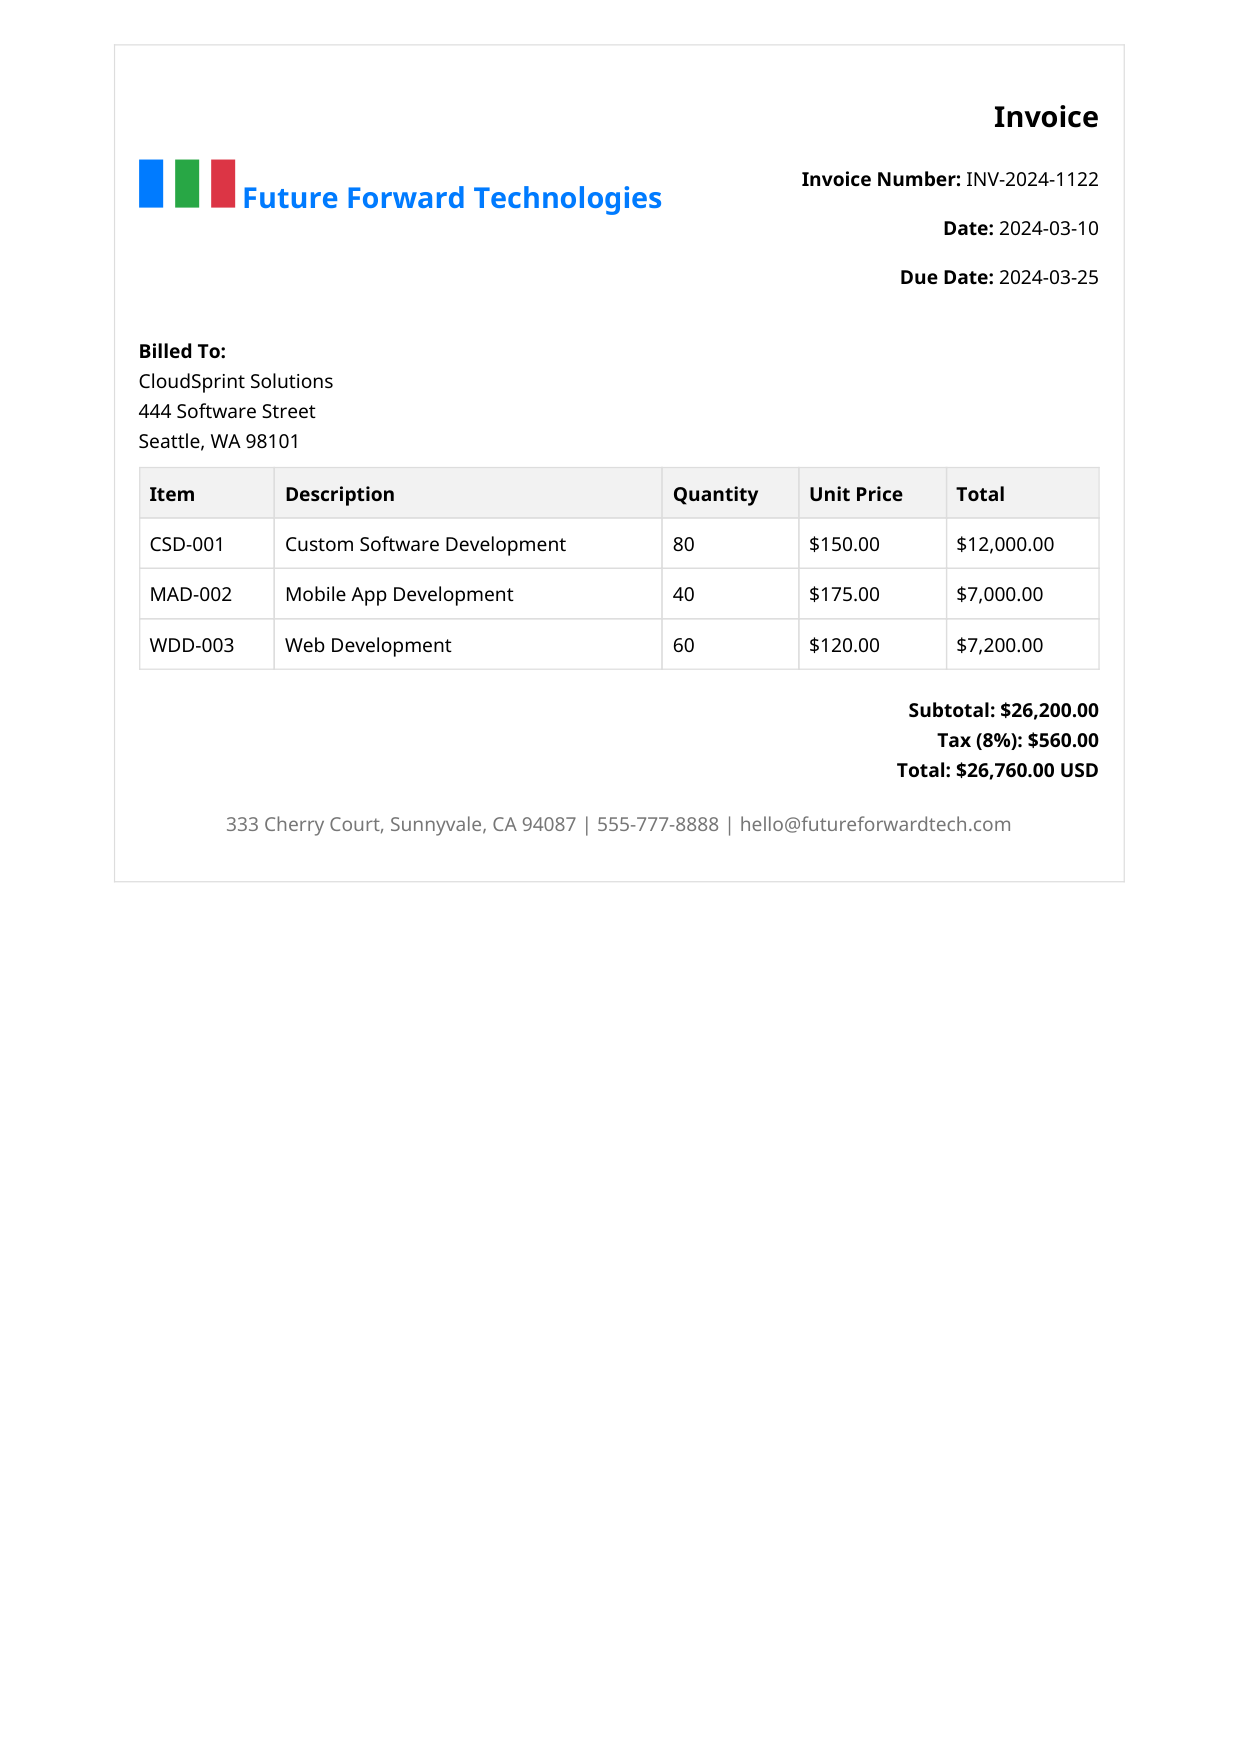 Invoice
Future Forward Technologies
Invoice Number: INV-2024-1122
Date: 2024-03-10
Due Date: 2024-03-25
Billed To:
CloudSprint Solutions
444 Software Street
Seattle, WA 98101
Item Description Quantity Unit Price Total
CSD-001 Custom Software Development 80 $150.00 $12,000.00
MAD-002 Mobile App Development 40 $175.00 $7,000.00
WDD-003 Web Development 60 $120.00 $7,200.00
Subtotal: $26,200.00
Tax (8%): $560.00
Total: $26,760.00 USD
333 Cherry Court, Sunnyvale, CA 94087 | 555-777-8888 | hello@futureforwardtech.com